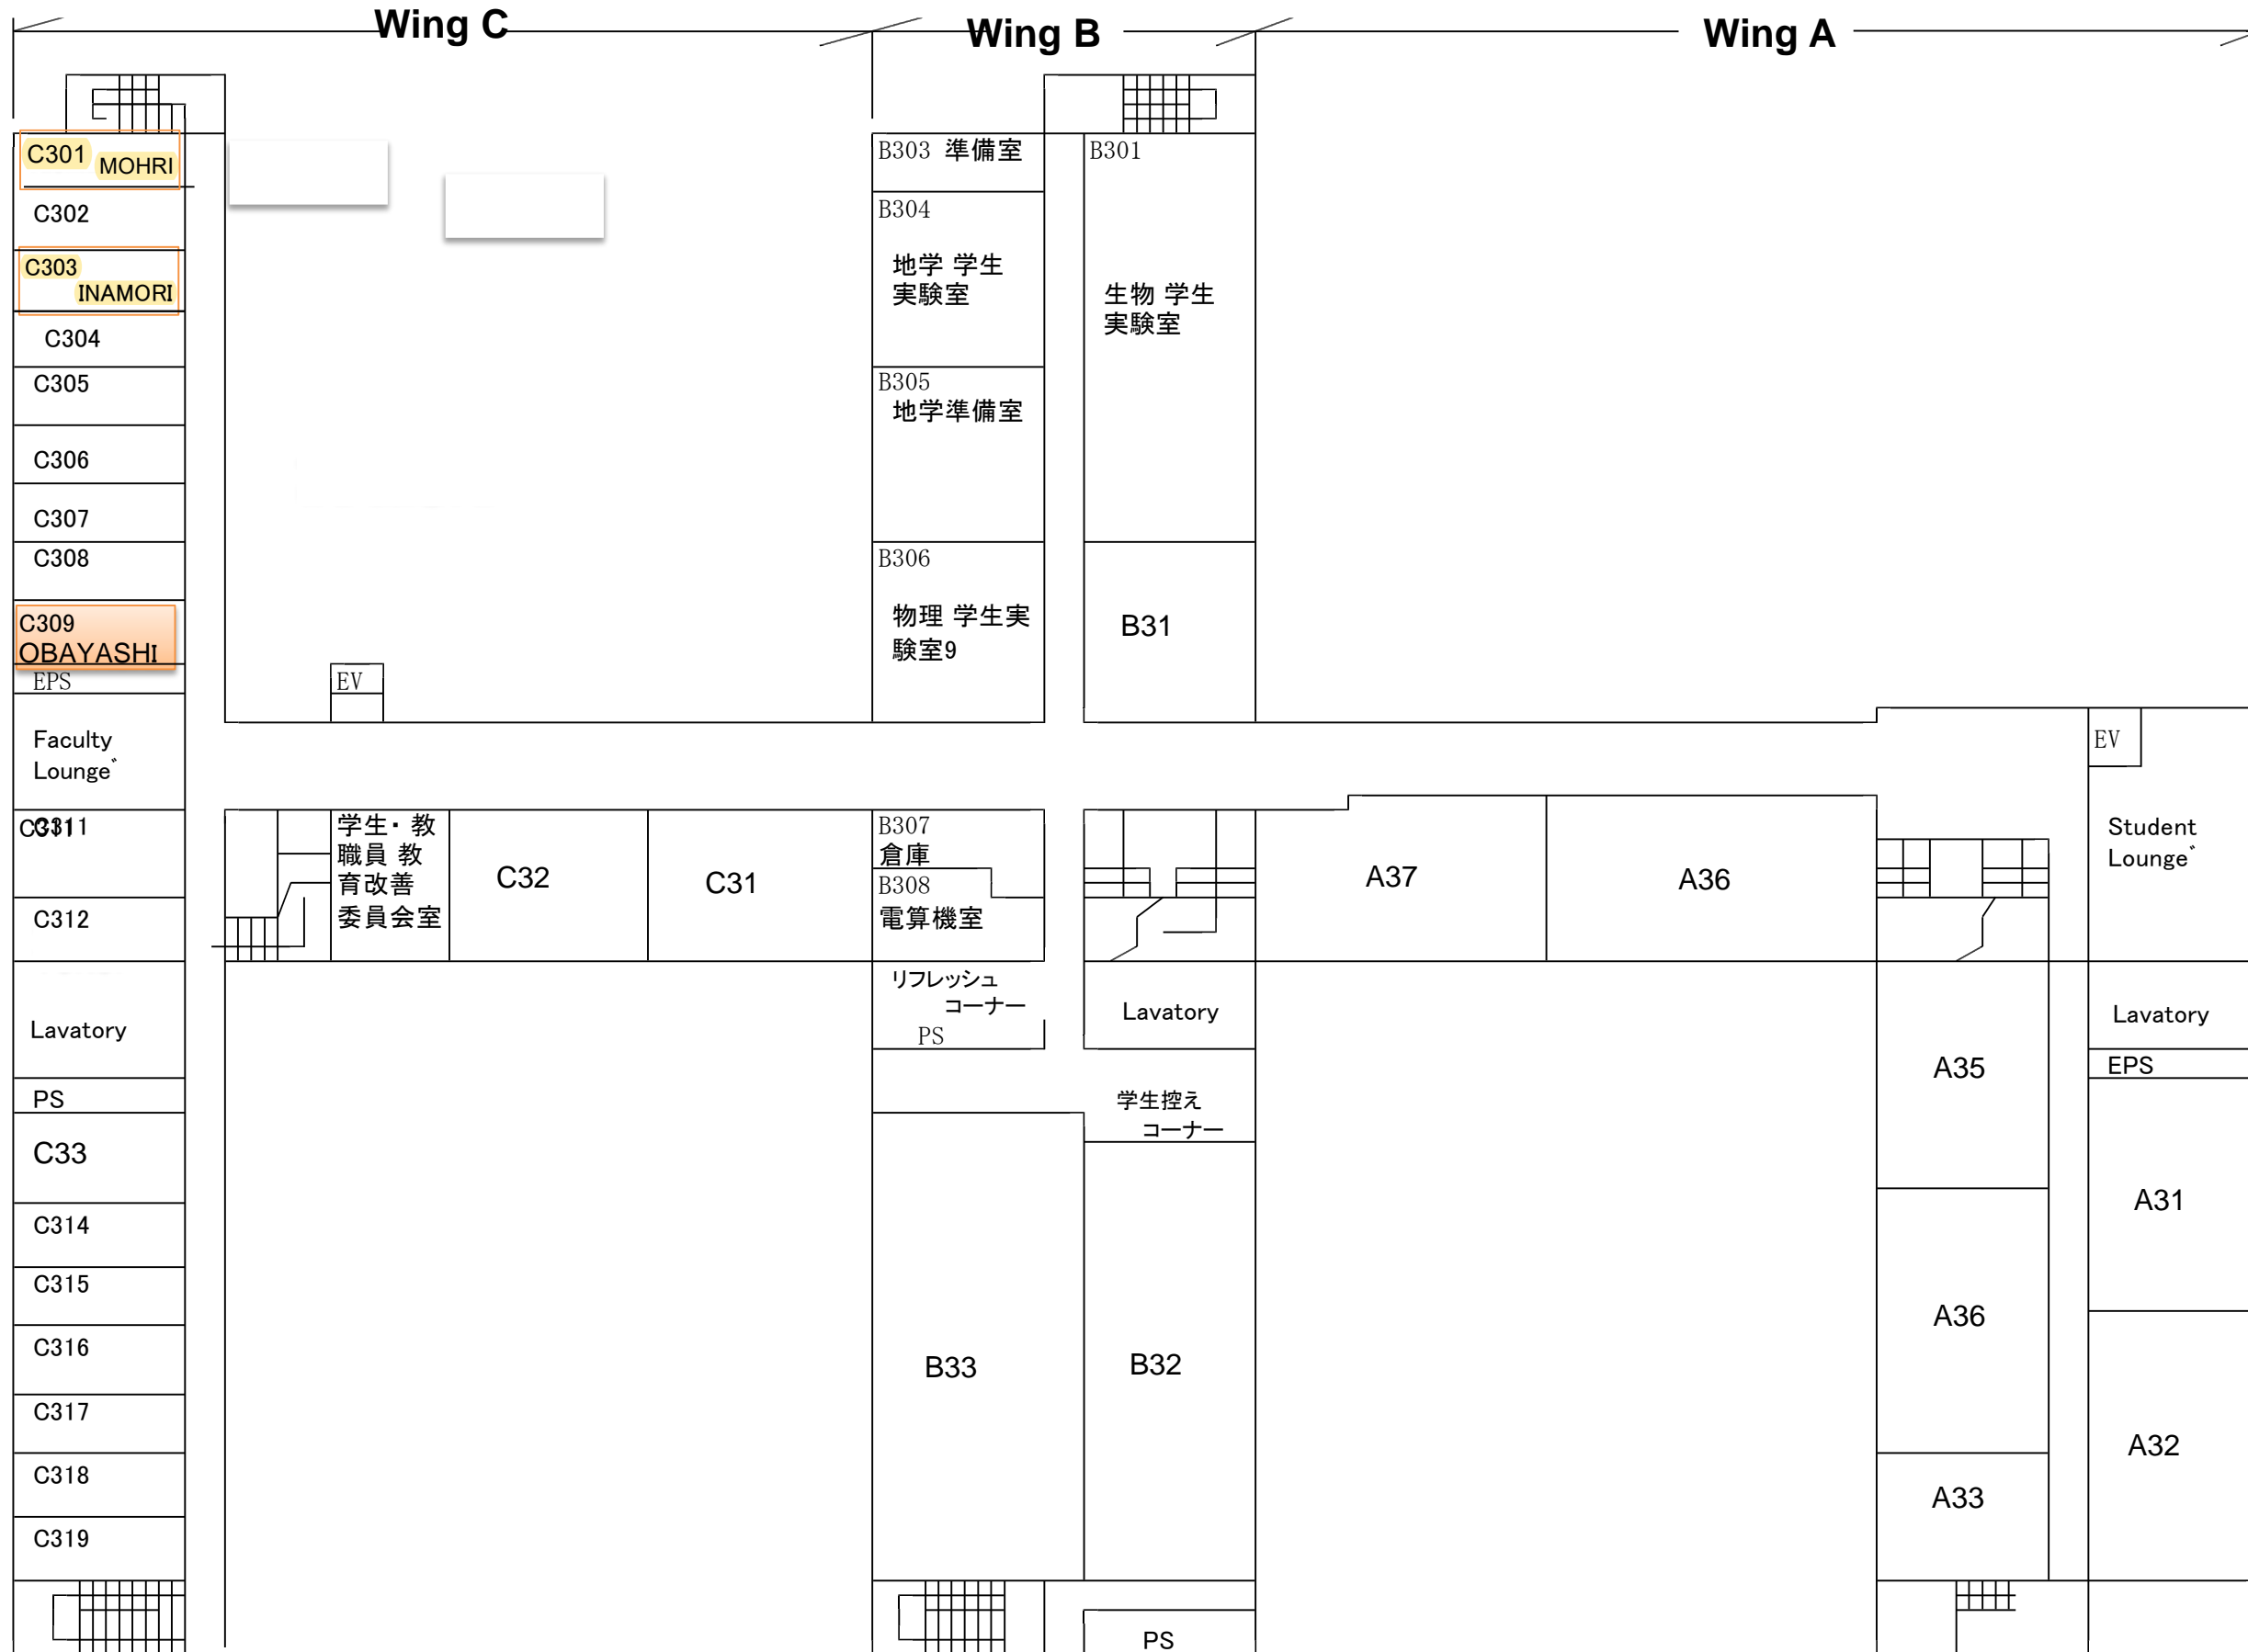 Wing C
Wing B
Wing A
C301
MOHRI
C302
C303
INAMORI
C304
C305
C306
C307
C308
C309
OBAYASHI
EPS
Faculty
Lounge゛
C311
C311
C312
Lavatory
PS
C33
C314
C315
C316
C317
C318
C319
EV
学生・教
職員 教
育改善
委員会室
C32
C31
B303 準備室
B304
地学 学生
実験室
B305
地学準備室
B306
物理 学生実
験室9
B307
倉庫
B308
電算機室
リフレッシュ
コーナー
PS
B33
B301
生物 学生
実験室
B31
Lavatory
学生控え
コーナー
B32
PS
A37
A36
A35
A36
A33
EV
Student
Lounge゛
Lavatory
EPS
A31
A32